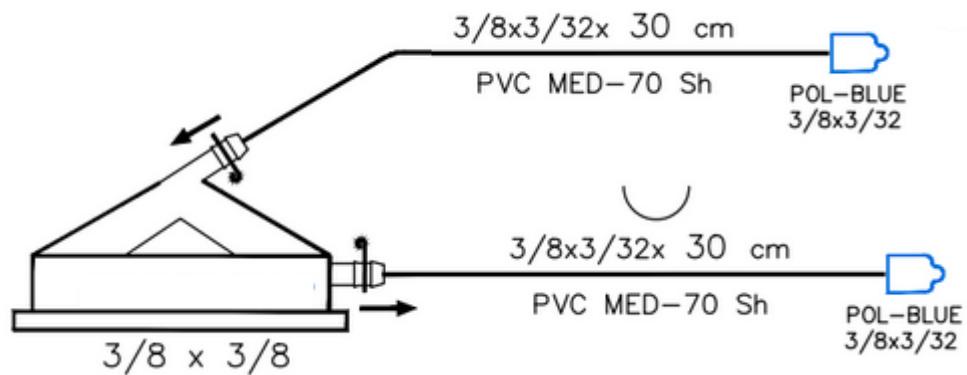 3/8x3/32x 30 cm
PVC MED-70 Sh
POL-BLUE
3/8x3/32
3/8x3/32x 30 cm
PVC MED-70 Sh
POL-BLUE
3/8x3/32
3/8 x 3/8